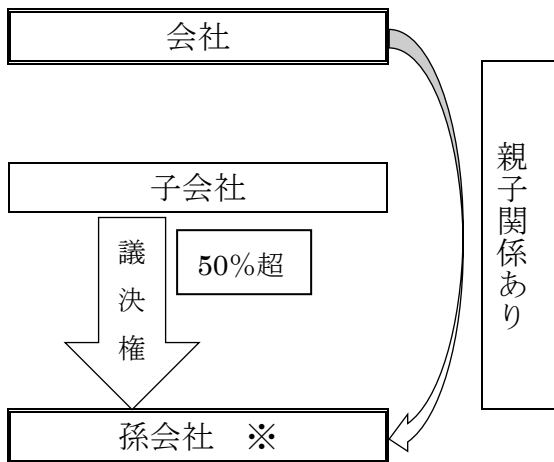 会社
子会社
議決権
50％超
孫会社　※
親子関係あり